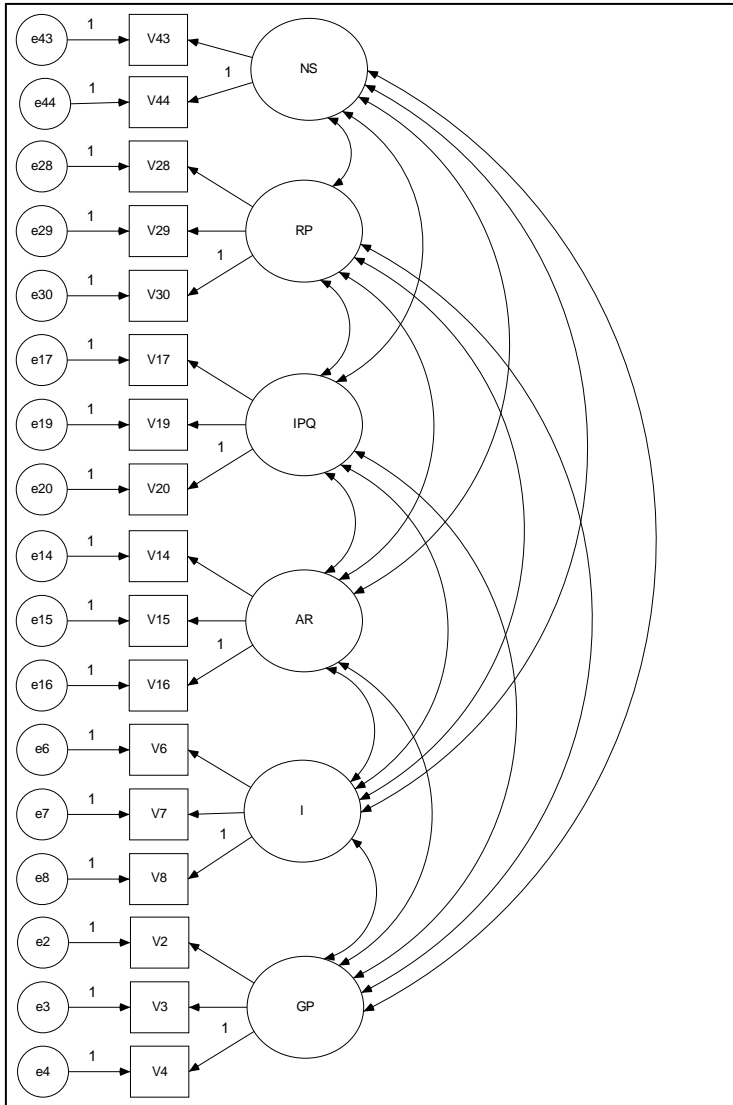 e43 1 V43
NS
e44 1 V44 1
e28 1 V28
e29 1 V29 RP
e30 1 V30 1
e17 1 V17
e19 1 V19 IPQ
e20 1 V20 1
e14 1 V14
e15 1 V15 AR
e16 1 V16 1
e6 1 V6
e7 1 V7 I
e8 1 V8 1
e2 1 V2
e3 1 V3 GP
e4 1 V4 1